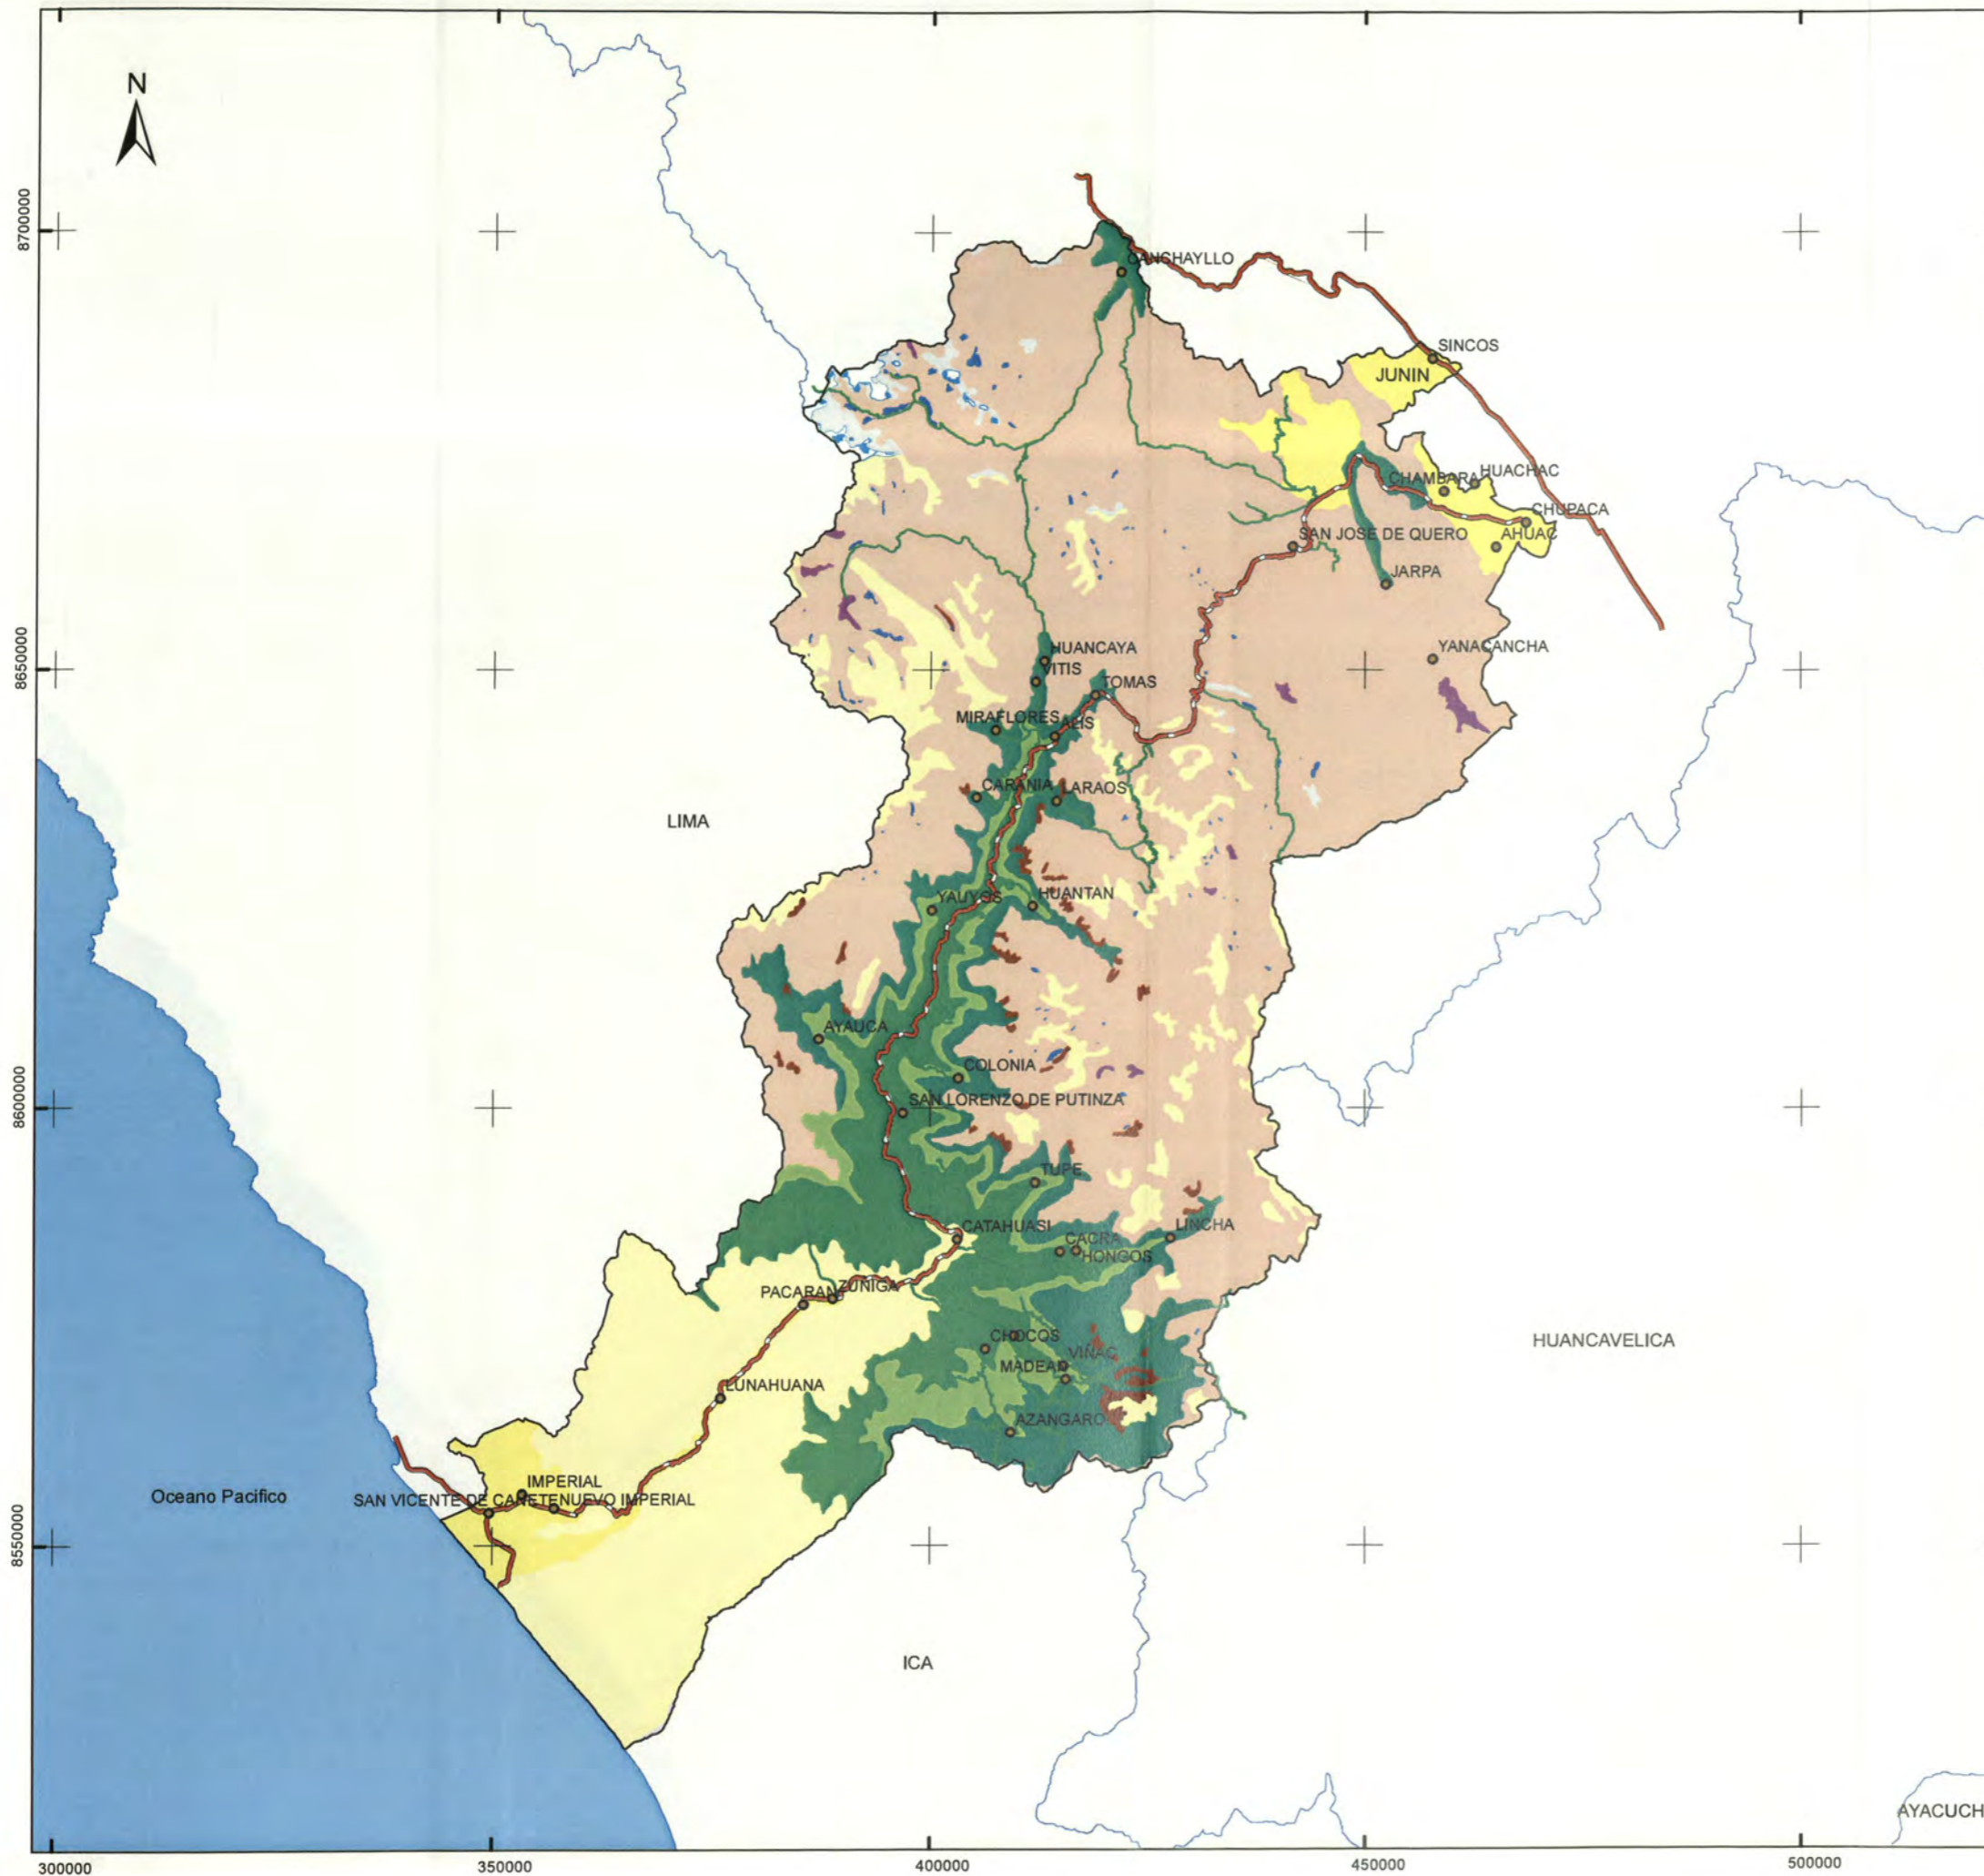 N
8700000
CANCHAYLLO
SINCOS
JUNIN
CHAMBARA
HUACHAC
CHUPACA
SAN JOSE DE QUERO
AHUAC
JARPA
8650000
HUANCAYA
VITIS
YANACANCHA
TOMAS
MIRAFLORES
ALIS
CARANIA
LARAOS
LIMA
YAUYOS
HUANTAN
AYAUCA
COLONIA
8600000
SAN LORENZO DE PUTINZA
TUPE
CATAHUASI
LINCHA
CACRA
HONGOS
PACARAN
ZUÑIGA
CHOCOS
HUANCAVELICA
VIÑAC
MADEAN
LUNAHUANA
AZANGARO
IMPERIAL
Oceano Pacifico
SAN VICENTE DE CAÑETE
NUEVO IMPERIAL
8550000
ICA
AYACUCH
300000
350000
400000
450000
500000